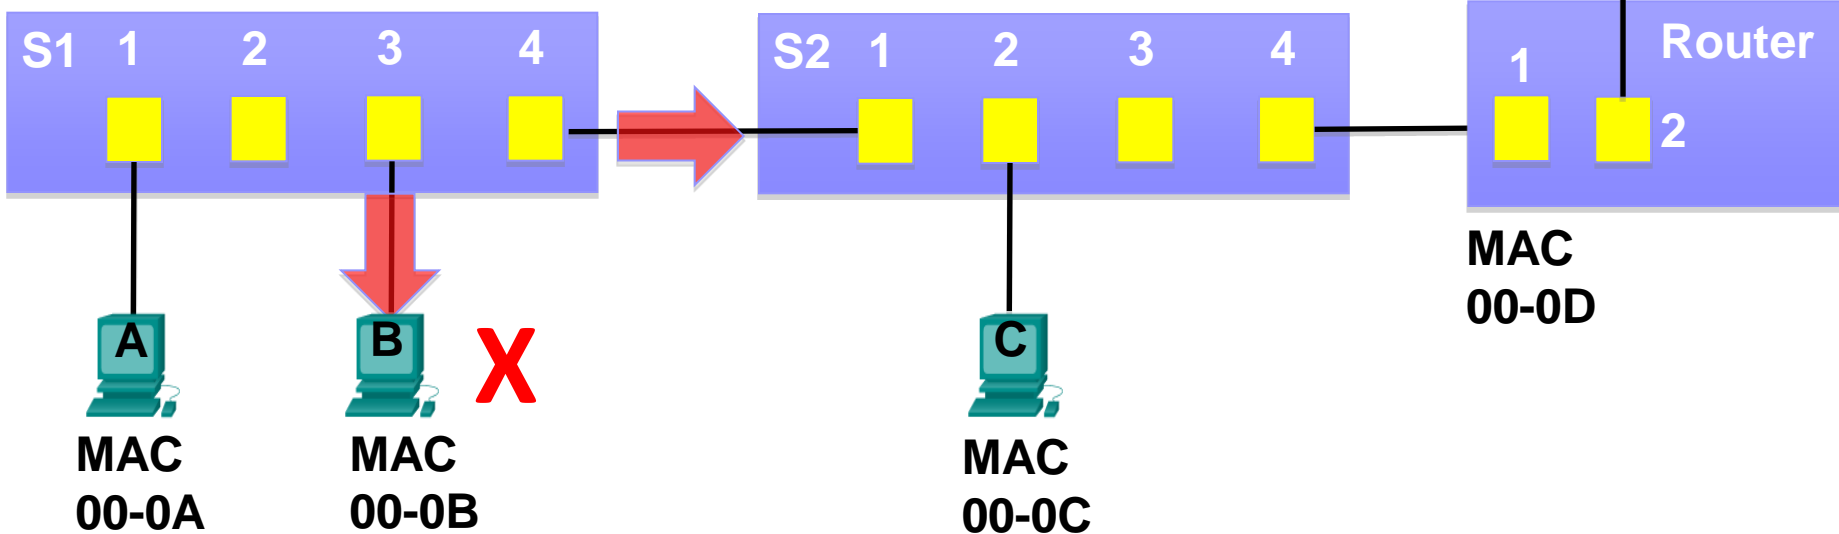 S1 1 2 3 4
S2 1 2 3 4
Router
1
2
A
B
X
C
MAC
00-0A
MAC
00-0B
MAC
00-0C
MAC
00-0D